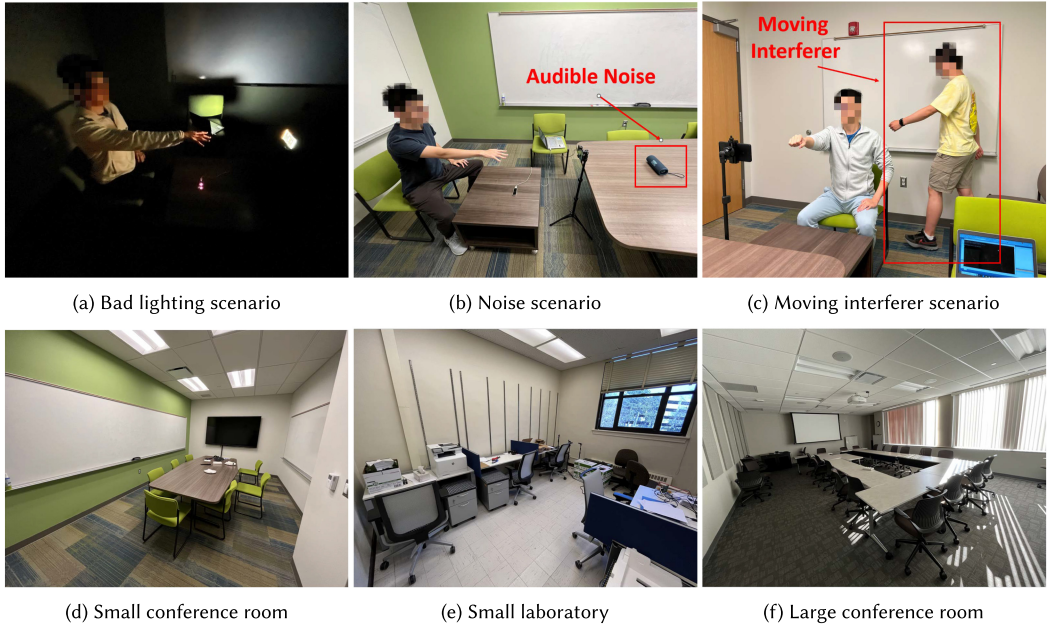 Audible Noise
Moving
Interferer
(a) Bad lighting scenario
(b) Noise scenario
(c) Moving interferer scenario
(d) Small conference room
(e) Small laboratory
(f) Large conference room